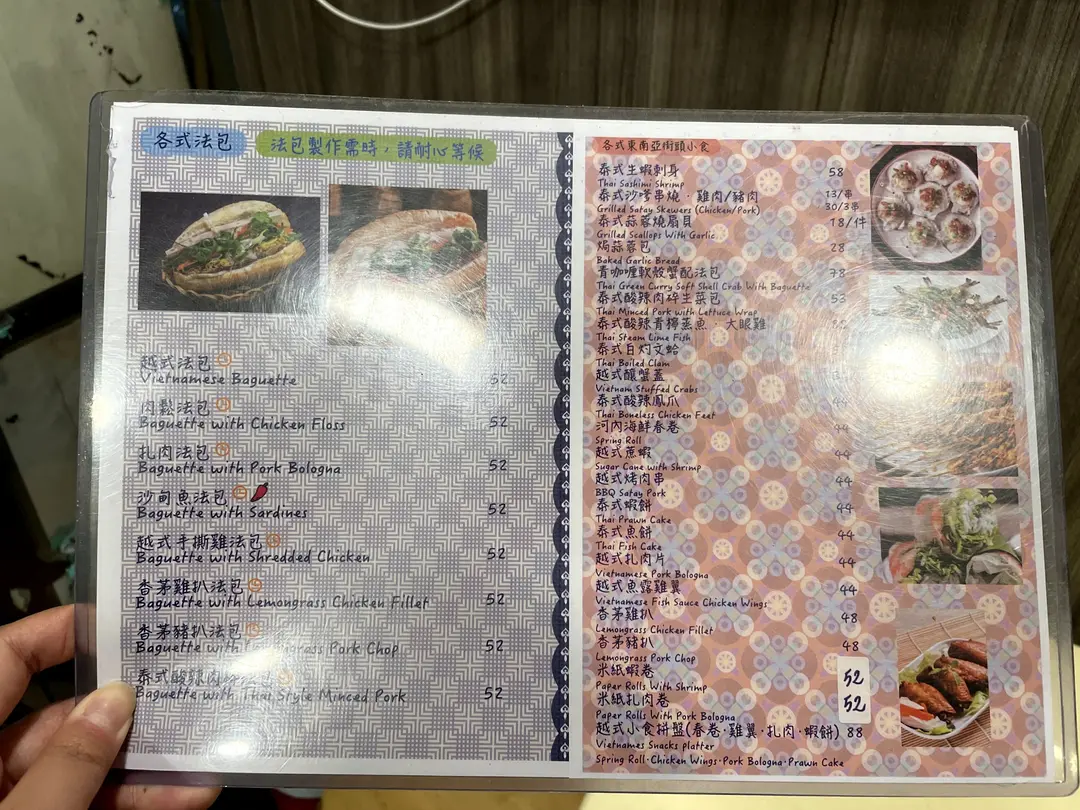 各式法包
法包製作需時，請耐心等候
越式法包
Vietnamese Baguette 52
肉鬆法包
Baguette with Chicken Floss 52
扎肉法包
Baguette with Pork Bologna 52
沙甸魚法包
Baguette with Sardines 52
越式手撕雞法包
Baguette with Shredded Chicken 52
香茅雞扒法包
Baguette with Lemongrass Chicken Fillet 52
香茅豬扒法包
Baguette with Lemongrass Pork Chop 52
泰式酸辣肉碎法包
Baguette with Thai Style Minced Pork 52
各式東南亞街頭小食
泰式生蝦刺身 58
Thai Sashimi Shrimp
泰式沙嗲串燒．雞肉/豬肉 13/串
Grilled Satay Skewers (Chicken/Pork) 30/3串
泰式蒜蓉燒扇貝 18/件
Grilled Scallops With Garlic
焗蒜蓉包 28
Baked Garlic Bread
青咖喱軟殼蟹配法包 78
Thai Green Curry Soft Shell Crab With Baguette
泰式酸辣肉碎生菜包 53
Thai Minced Pork with Lettuce Wrap
泰式酸辣青檸蒸魚．大眼雞
Thai Steam Lime Fish
泰式白灼文蛤
Thai Boiled Clam
越式釀蟹蓋
Vietnam Stuffed Crabs
泰式酸辣鳳爪 44
Thai Boneless Chicken Feet
河內海鮮春卷 44
Spring Roll
越式蔗蝦 44
Sugar Cane with Shrimp
越式烤肉串 44
BBQ Satay Pork
泰式蝦餅 44
Thai Prawn Cake
泰式魚餅 44
Thai Fish Cake
越式扎肉片 44
Vietnamese Pork Bologna
越式魚露雞翼 44
Vietnamese Fish Sauce Chicken Wings
香茅雞扒 48
Lemongrass Chicken Fillet
香茅豬扒 48
Lemongrass Pork Chop
米紙蝦卷 52
Paper Rolls With Shrimp
米紙扎肉卷 52
Paper Rolls With Pork Bologna
越式小食拼盤(春卷．雞翼．扎肉．蝦餅) 88
Vietnames Snacks platter
Spring Roll·Chicken Wings·Pork Bologna·Prawn Cake